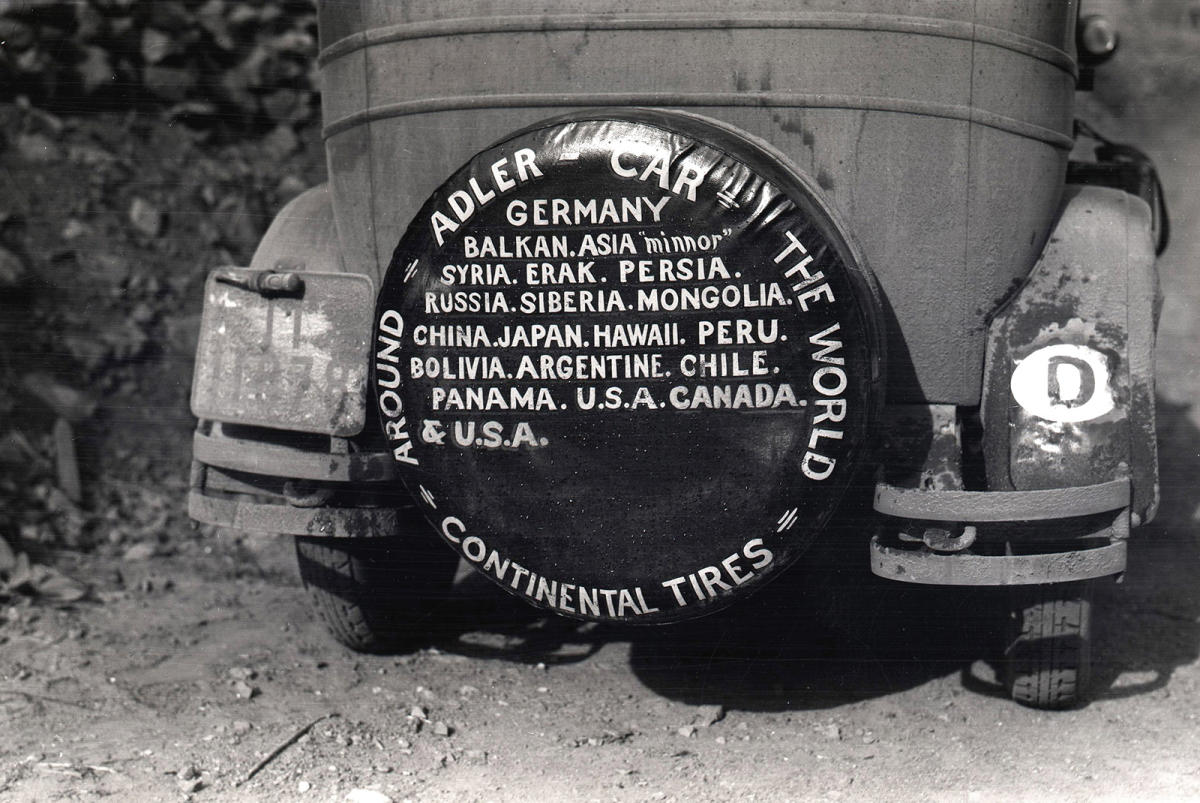 ADLER - CAR =
GERMANY
BALKAN. ASIA "minnor"
SYRIA. ERAK. PERSIA.
RUSSIA. SIBERIA. MONGOLIA.
CHINA. JAPAN. HAWAII. PERU.
BOLIVIA. ARGENTINE. CHILE.
PANAMA. U.S.A. CANADA.
& U.S.A.
= AROUND =
THE WORLD =
CONTINENTAL TIRES
D